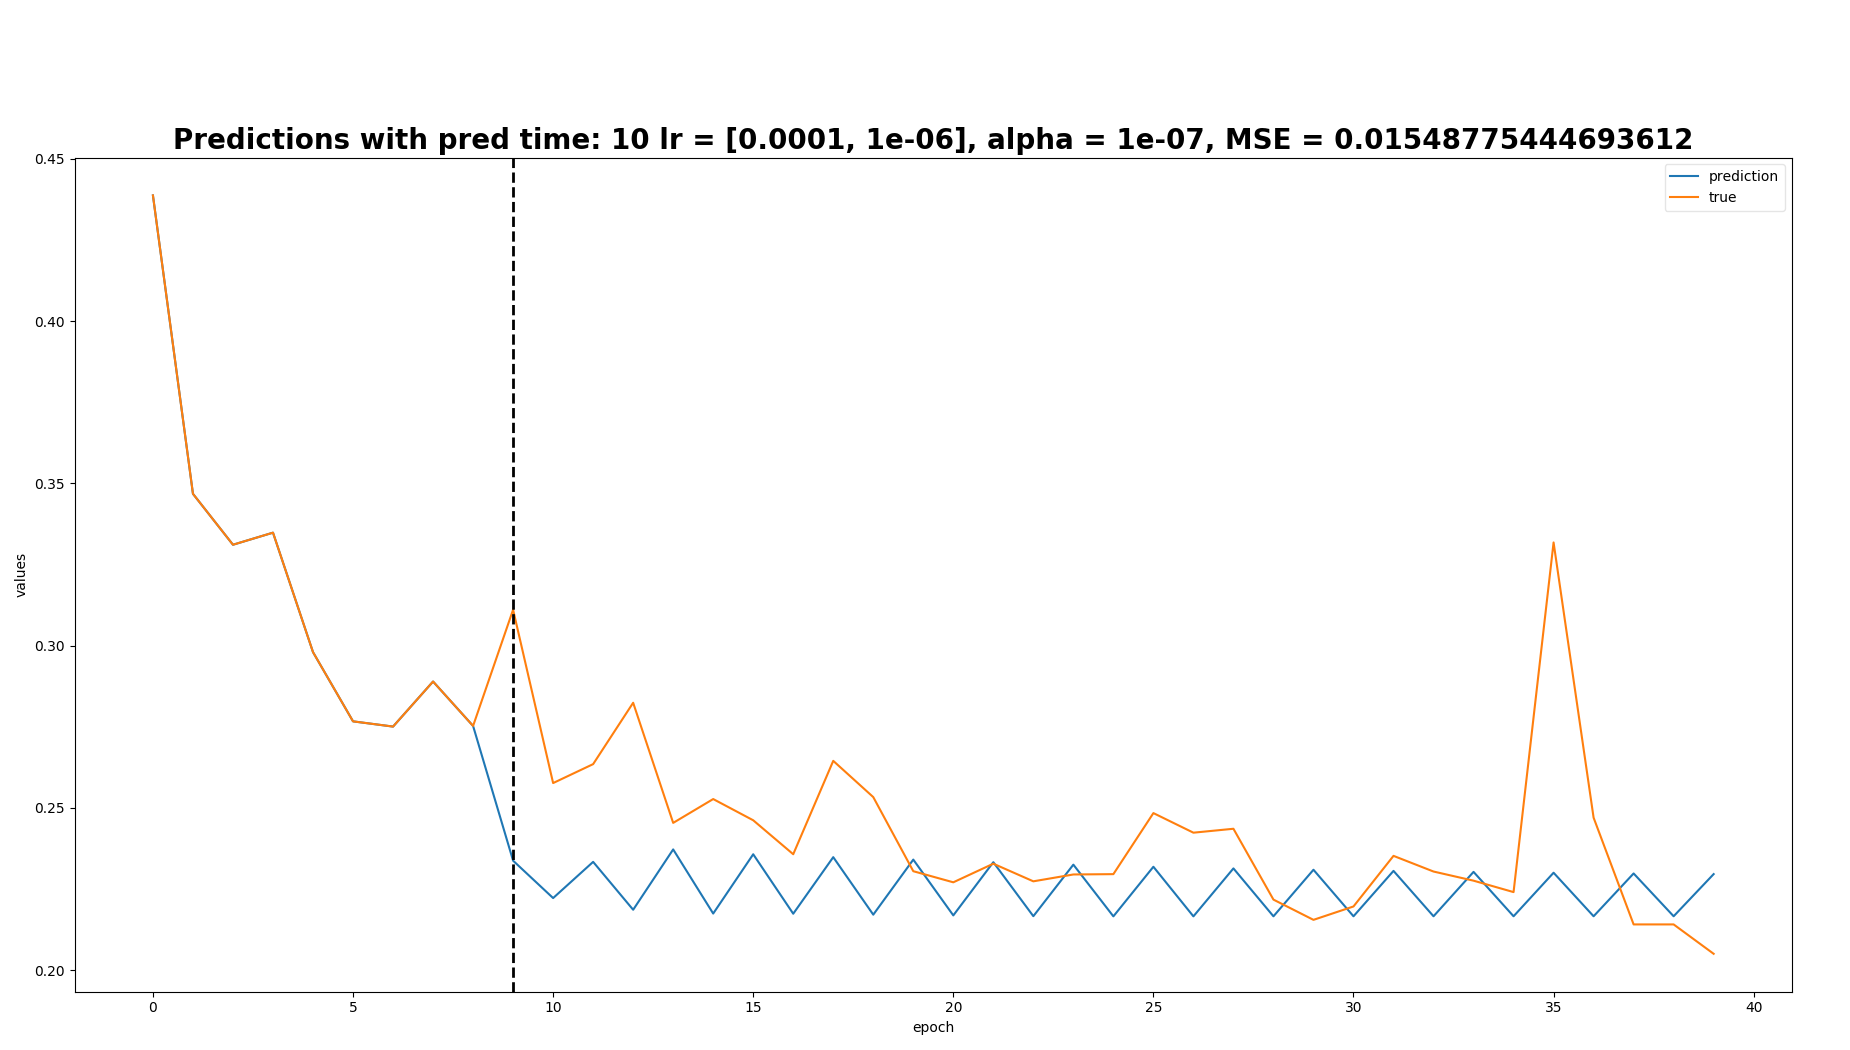 Predictions with pred time: 10 lr = [0.0001, 1e-06], alpha = 1e-07, MSE = 0.01548775444693612
prediction
true
0.45
0.40
0.35
0.30
0.25
0.20
values
0 5 10 15 20 25 30 35 40
epoch